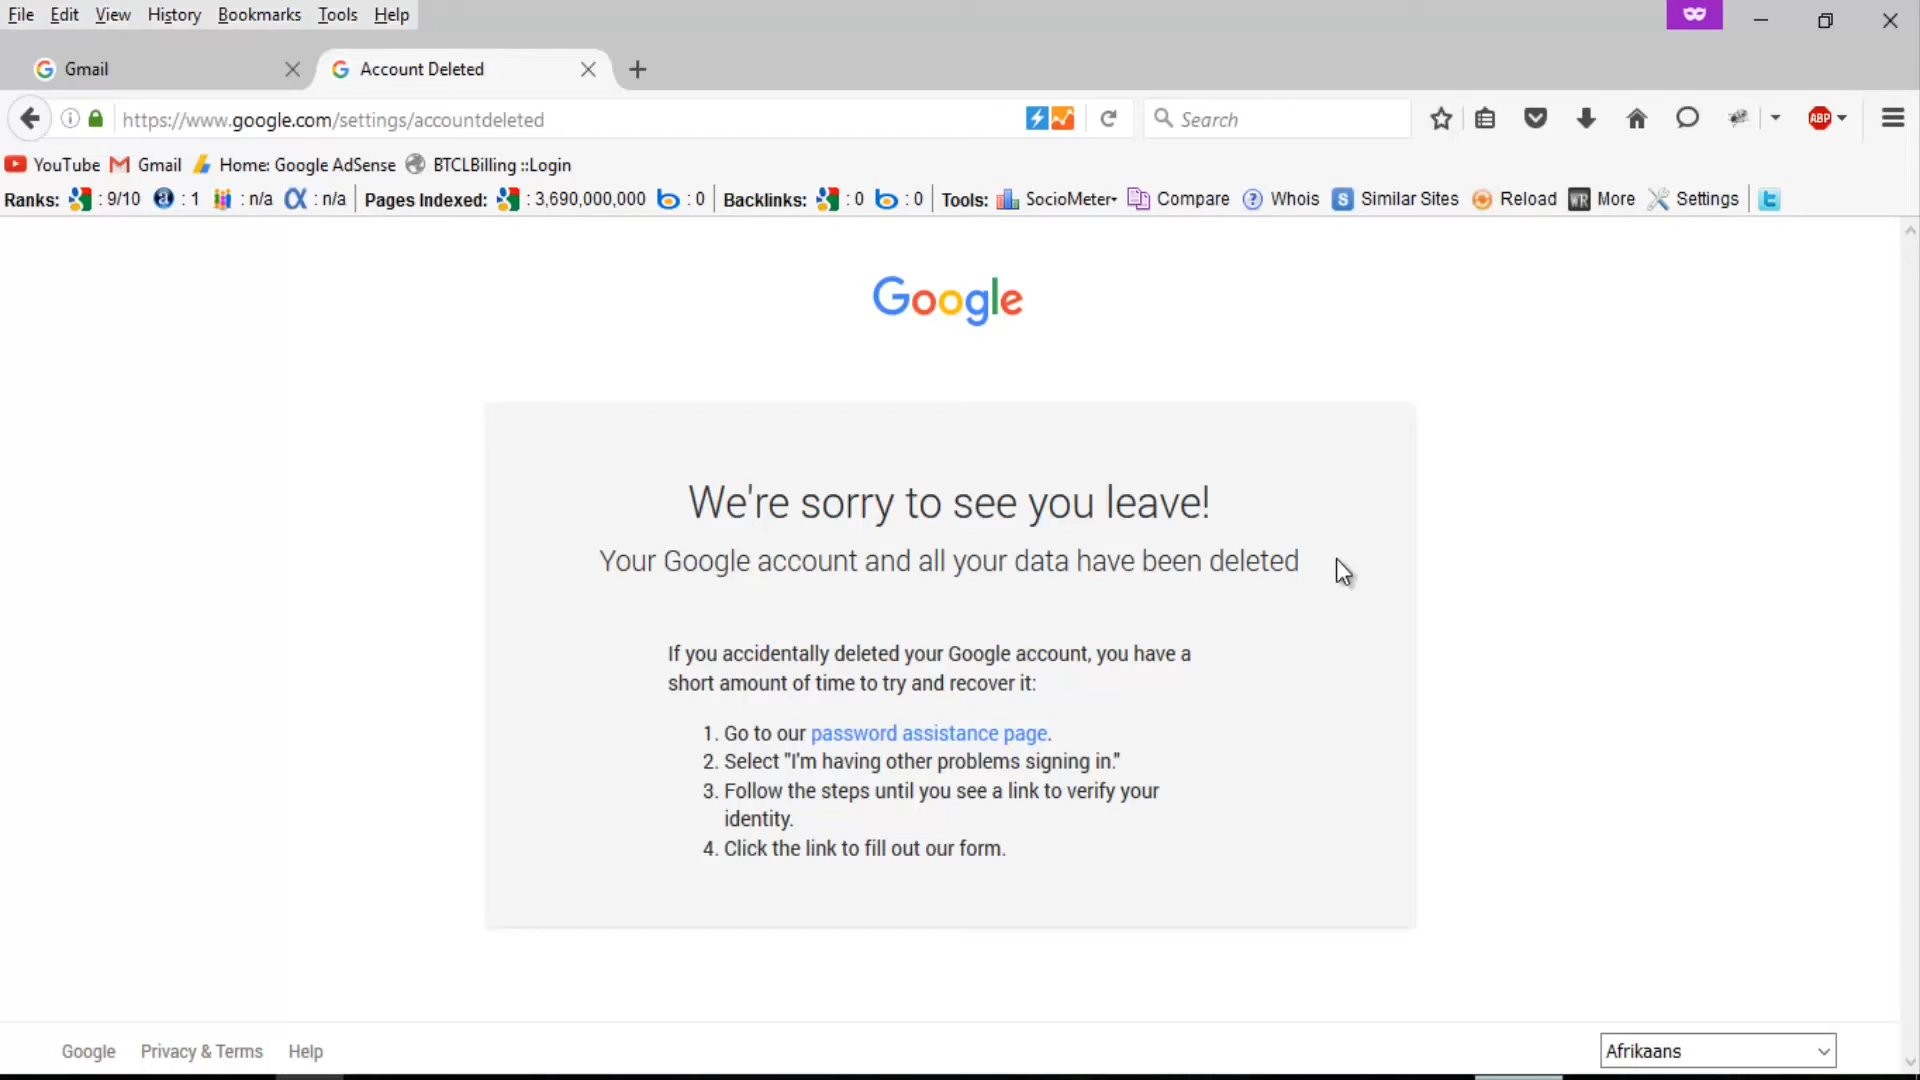 File Edit View History Bookmarks Tools Help
Gmail Account Deleted
https://www.google.com/settings/accountdeleted Search ABP
YouTube Gmail Home: Google AdSense BTCLBilling ::Login
Ranks: : 9/10 : 1 : n/a : n/a Pages Indexed: : 3,690,000,000 : 0 Backlinks: : 0 : 0 Tools: SocioMeter Compare Whois Similar Sites Reload WR More Settings
Google
We're sorry to see you leave!
Your Google account and all your data have been deleted
If you accidentally deleted your Google account, you have a
short amount of time to try and recover it:
1. Go to our password assistance page.
2. Select "I'm having other problems signing in."
3. Follow the steps until you see a link to verify your
identity.
4. Click the link to fill out our form.
Google Privacy & Terms Help Afrikaans